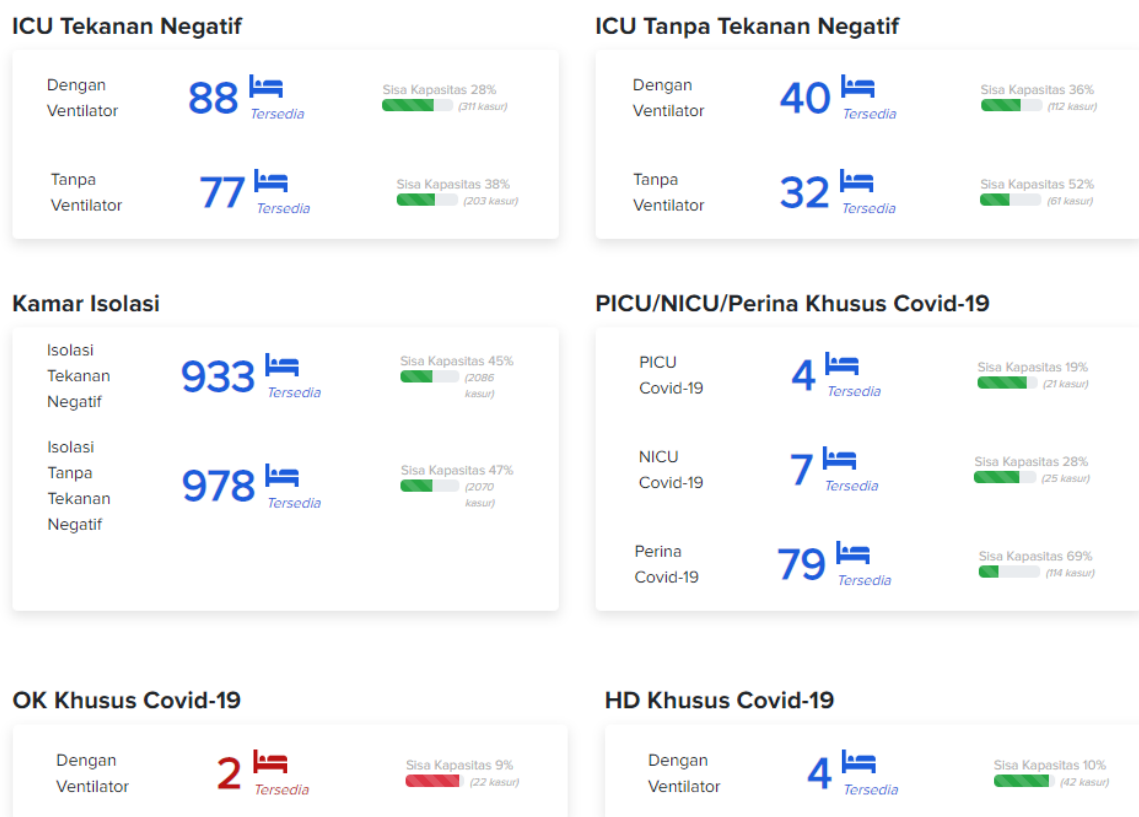 ICU Tekanan Negatif
Dengan
Ventilator
88
Tersedia
Sisa Kapasitas 28%
(311 kasur)
Tanpa
Ventilator
77
Tersedia
Sisa Kapasitas 38%
(203 kasur)
ICU Tanpa Tekanan Negatif
Dengan
Ventilator
40
Tersedia
Sisa Kapasitas 36%
(112 kasur)
Tanpa
Ventilator
32
Tersedia
Sisa Kapasitas 52%
(61 kasur)
Kamar Isolasi
Isolasi
Tekanan
Negatif
933
Tersedia
Sisa Kapasitas 45%
(2086
kasur)
Isolasi
Tanpa
Tekanan
Negatif
978
Tersedia
Sisa Kapasitas 47%
(2070
kasur)
PICU/NICU/Perina Khusus Covid-19
PICU
Covid-19
4
Tersedia
Sisa Kapasitas 19%
(21 kasur)
NICU
Covid-19
7
Tersedia
Sisa Kapasitas 28%
(25 kasur)
Perina
Covid-19
79
Tersedia
Sisa Kapasitas 69%
(114 kasur)
OK Khusus Covid-19
Dengan
Ventilator
2
Tersedia
Sisa Kapasitas 9%
(22 kasur)
HD Khusus Covid-19
Dengan
Ventilator
4
Tersedia
Sisa Kapasitas 10%
(42 kasur)